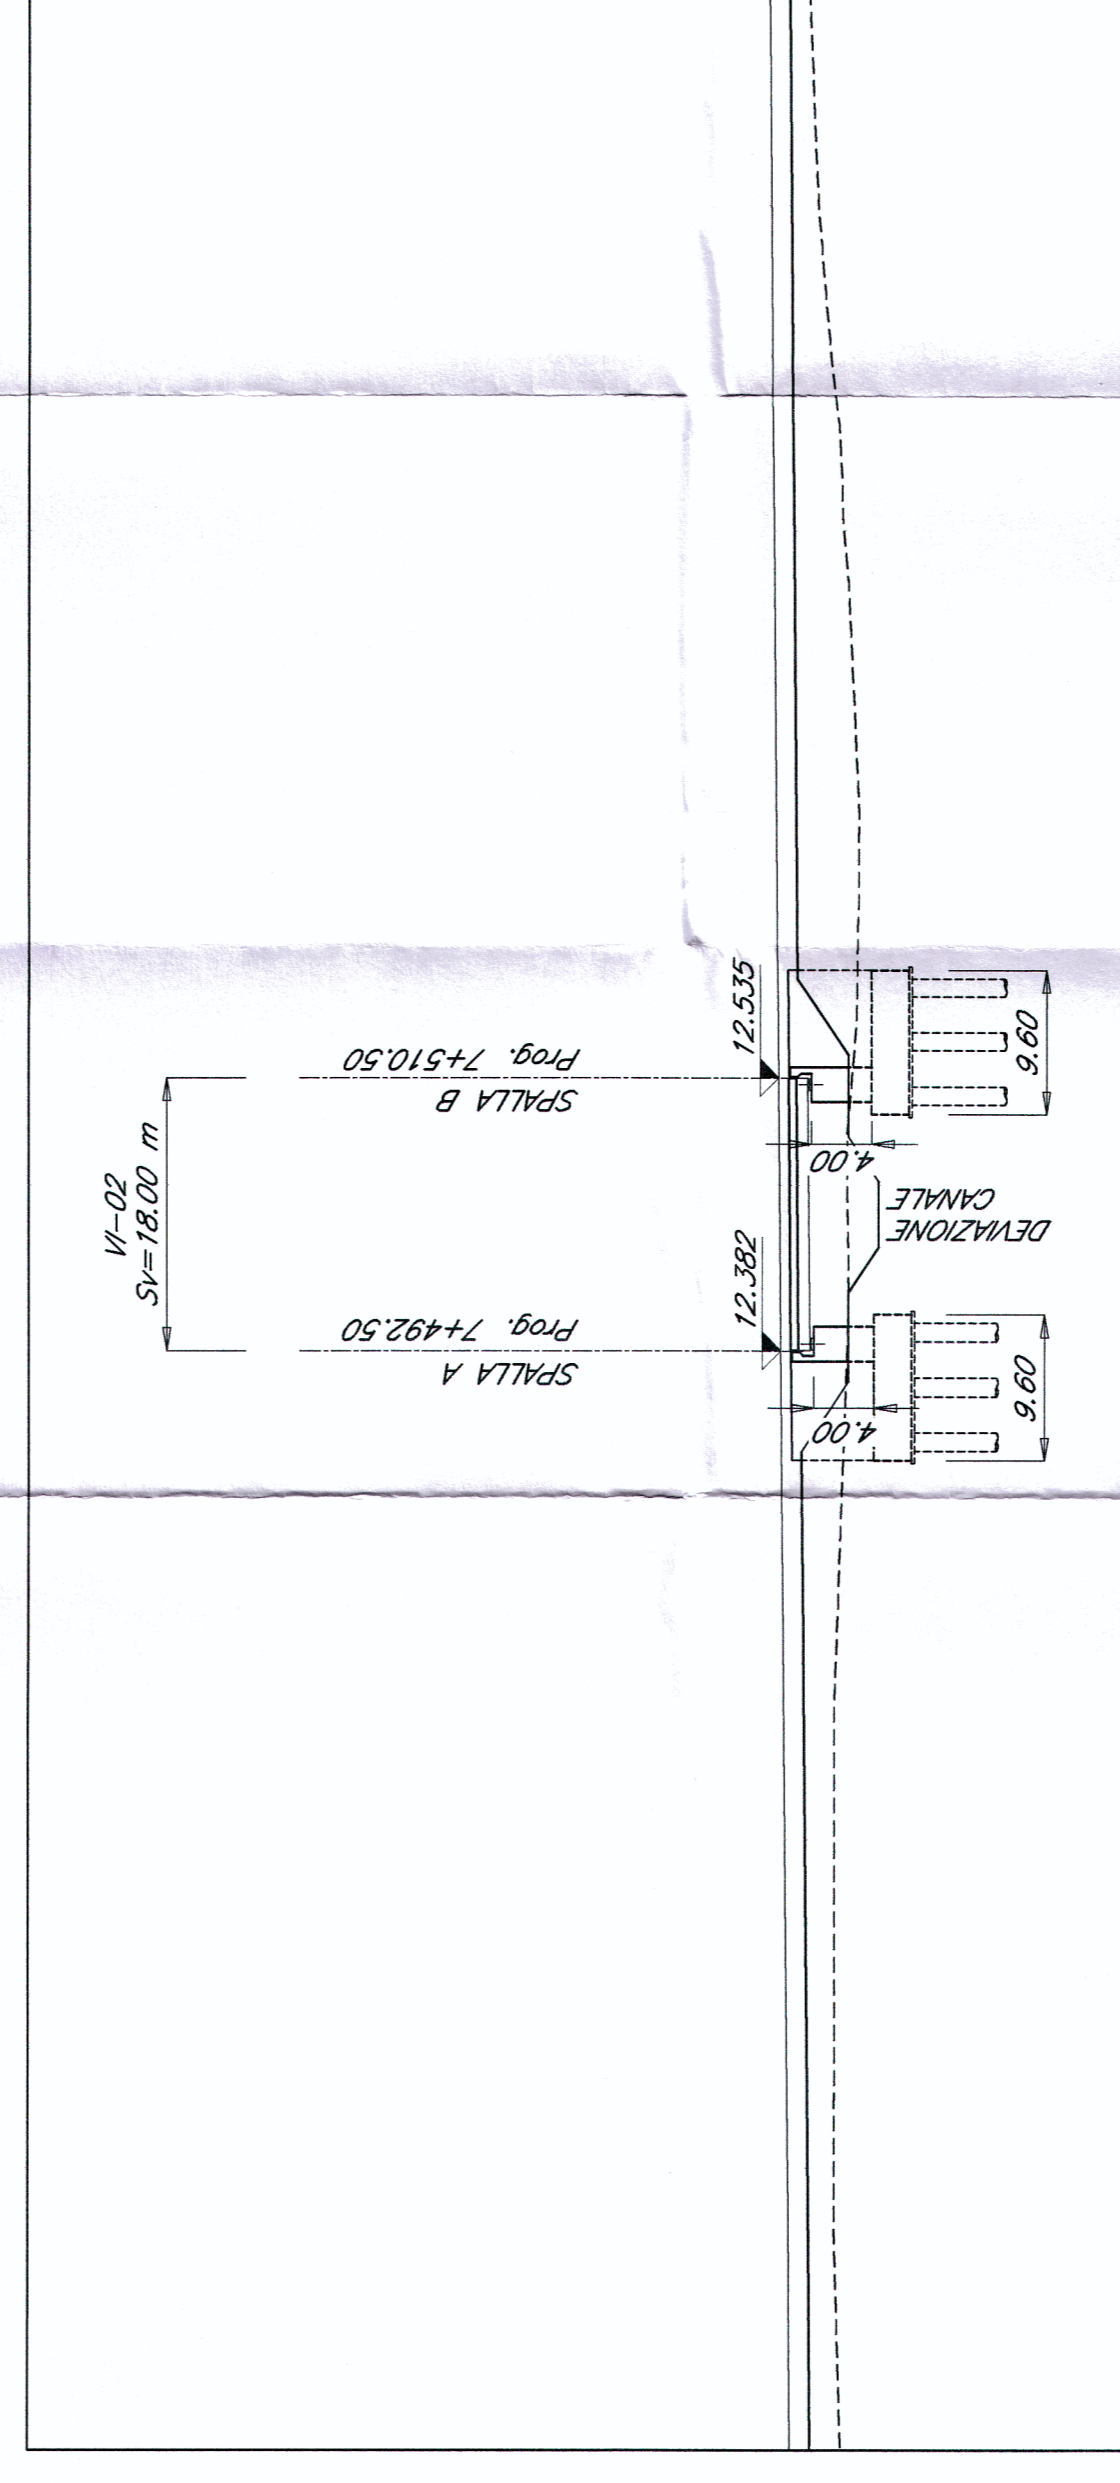 VI-02
Sv=18.00 m
SPALLA A
Prog. 7+492.50
SPALLA B
Prog. 7+510.50
12.382
12.535
4.00
4.00
DEVIAZIONE
CANALE
9.60
9.60